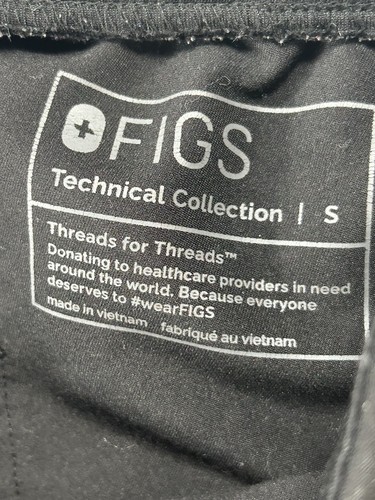 FIGS
Technical Collection | S
Threads for Threads™
Donating to healthcare providers in need
around the world. Because everyone
deserves to #wearFIGS
made in vietnam fabriqué au vietnam